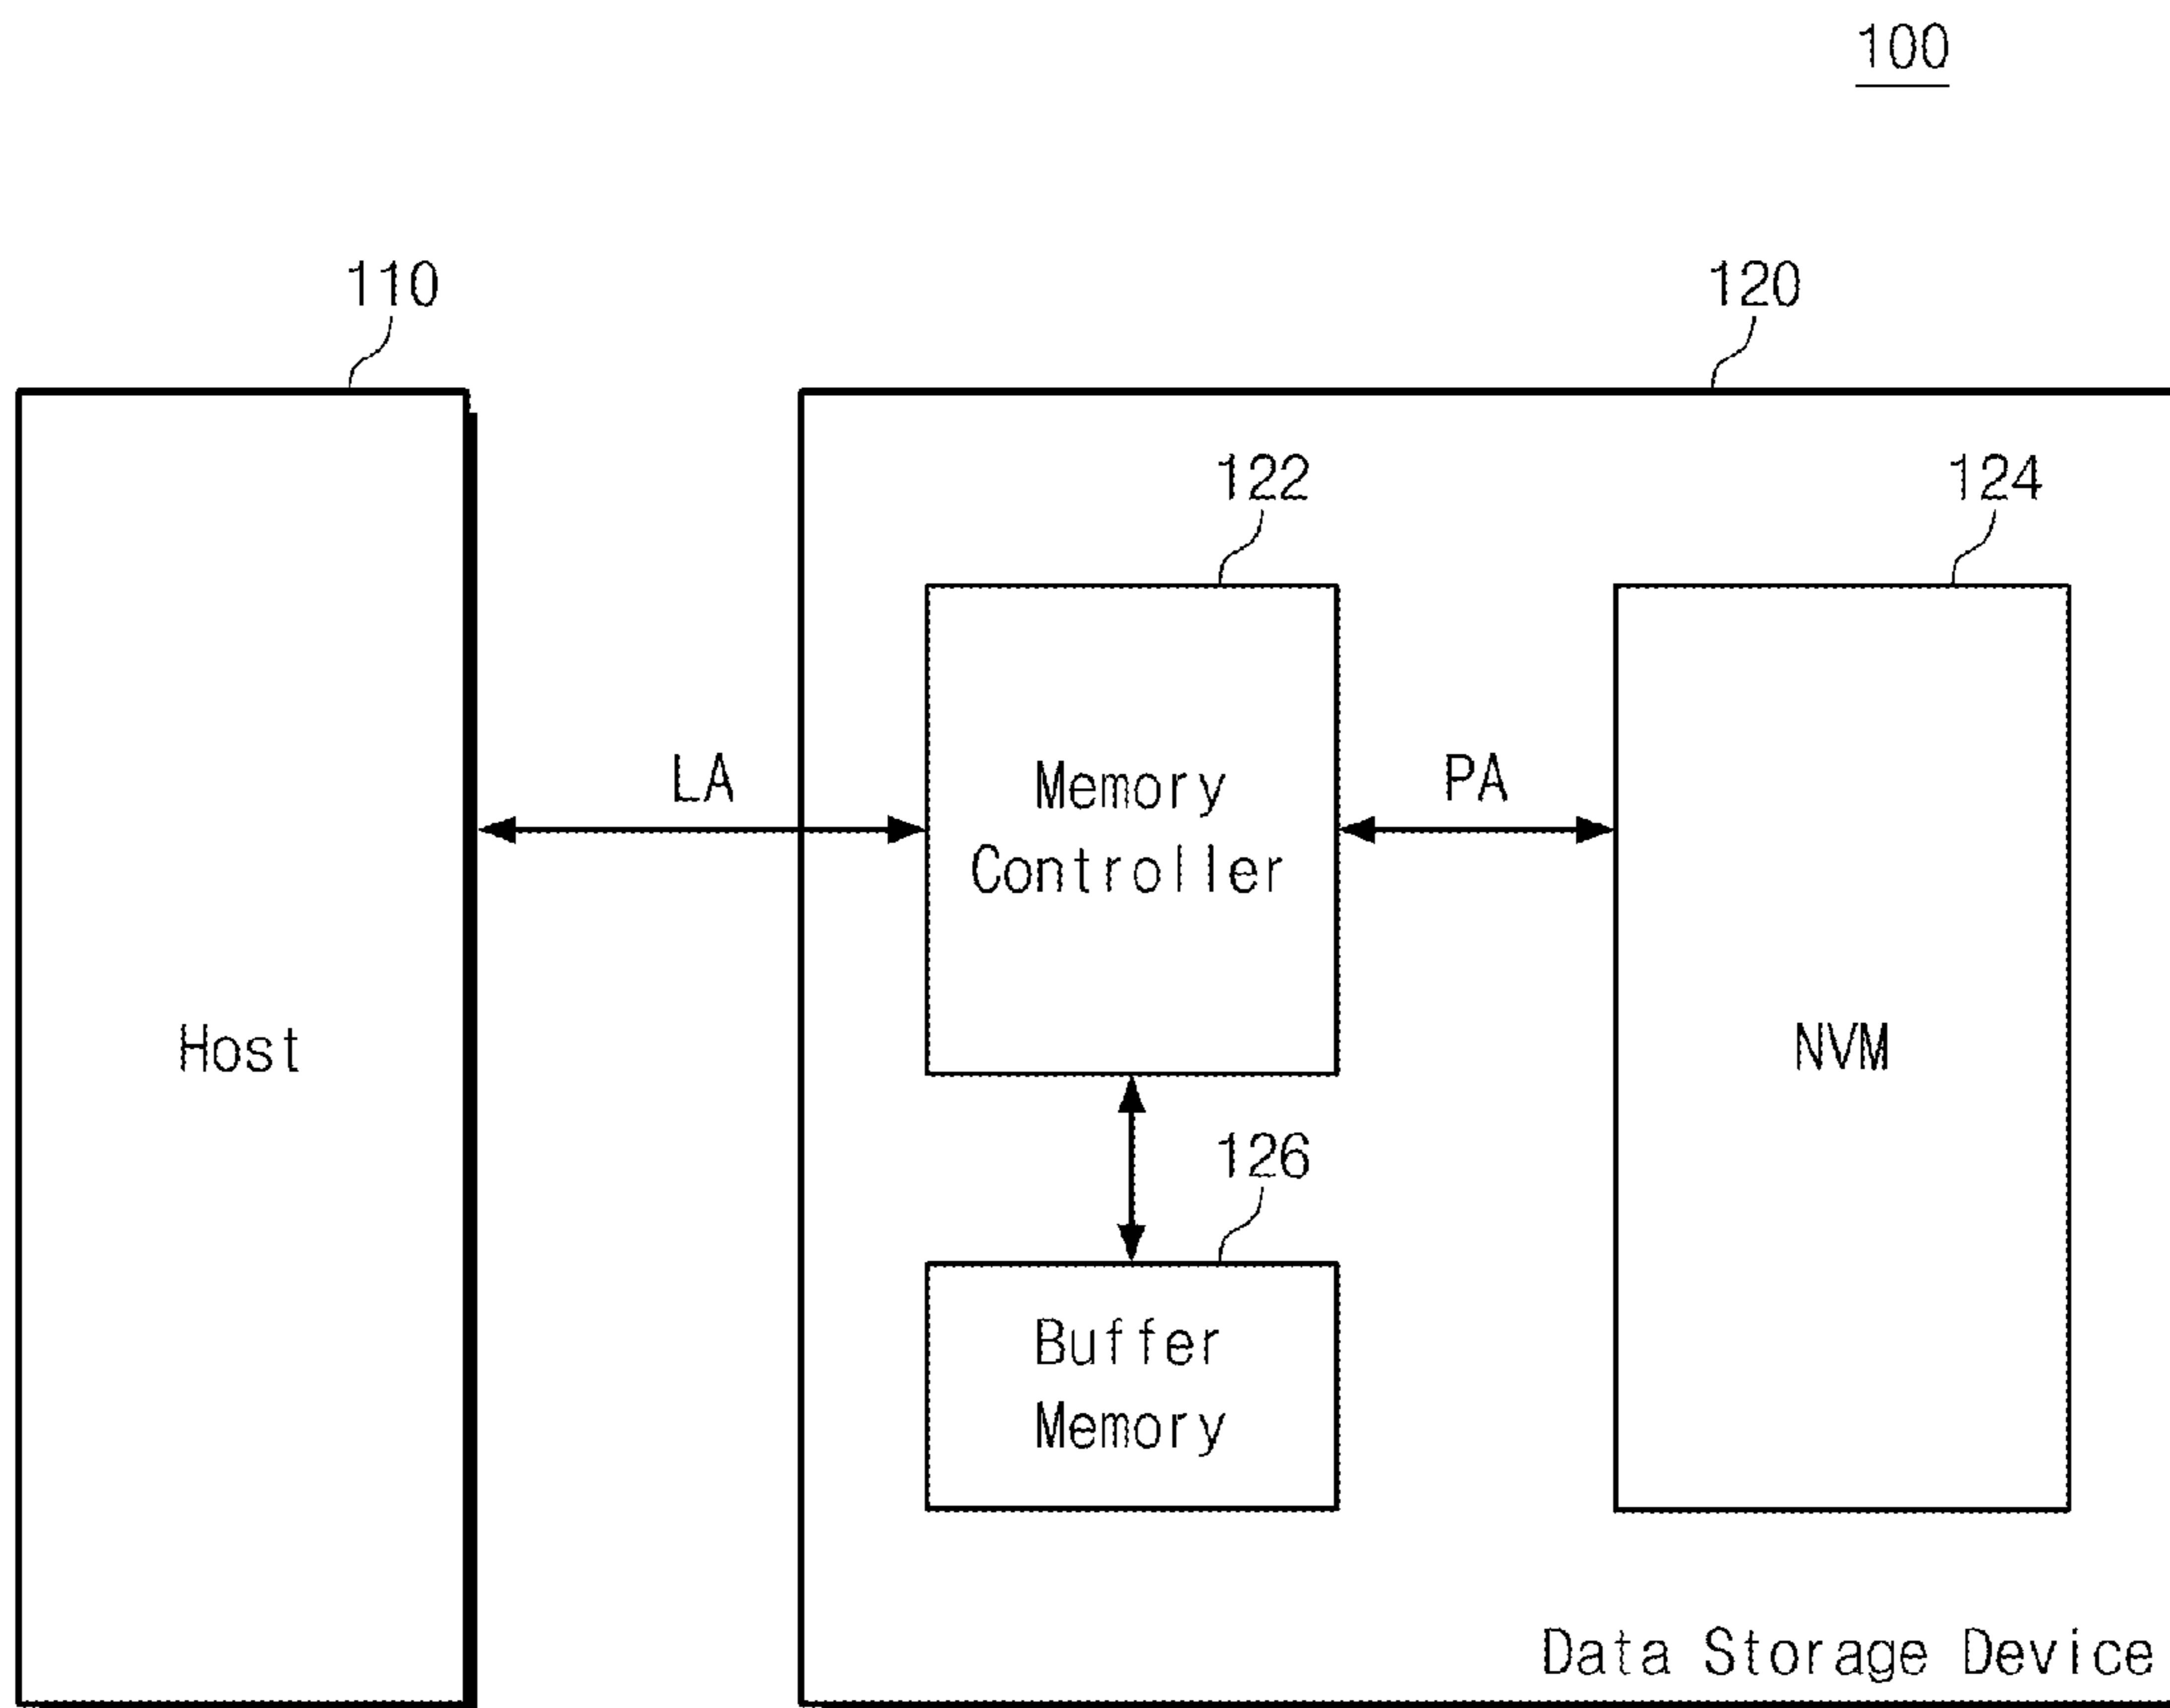 100
110
120
122
124
LA
Memory
Controller
PA
Host
NVM
126
Buffer
Memory
Data Storage Device